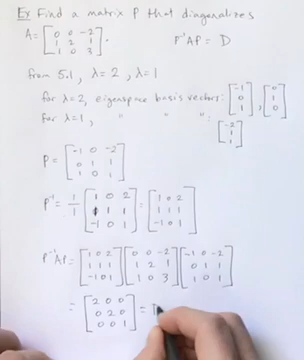 Ex Find a matrix P that diagonalizes
A = [0 0 -2; 1 2 1; 1 0 3]. P⁻¹AP = D
from 5.1, λ = 2, λ = 1
for λ=2, eigenspace basis vectors: [-1; 0; 1], [0; 1; 0]
for λ=1, " " " : [-2; 1; 1]
P = [-1 0 -2; 0 1 1; 1 0 1]
P⁻¹ = 1/1 [1 0 2; 1 1 1; -1 0 1] = [1 0 2; 1 1 1; -1 0 1]
P⁻¹AP = [1 0 2; 1 1 1; -1 0 1] [0 0 -2; 1 2 1; 1 0 3] [-1 0 -2; 0 1 1; 1 0 1]
= [2 0 0; 0 2 0; 0 0 1] =